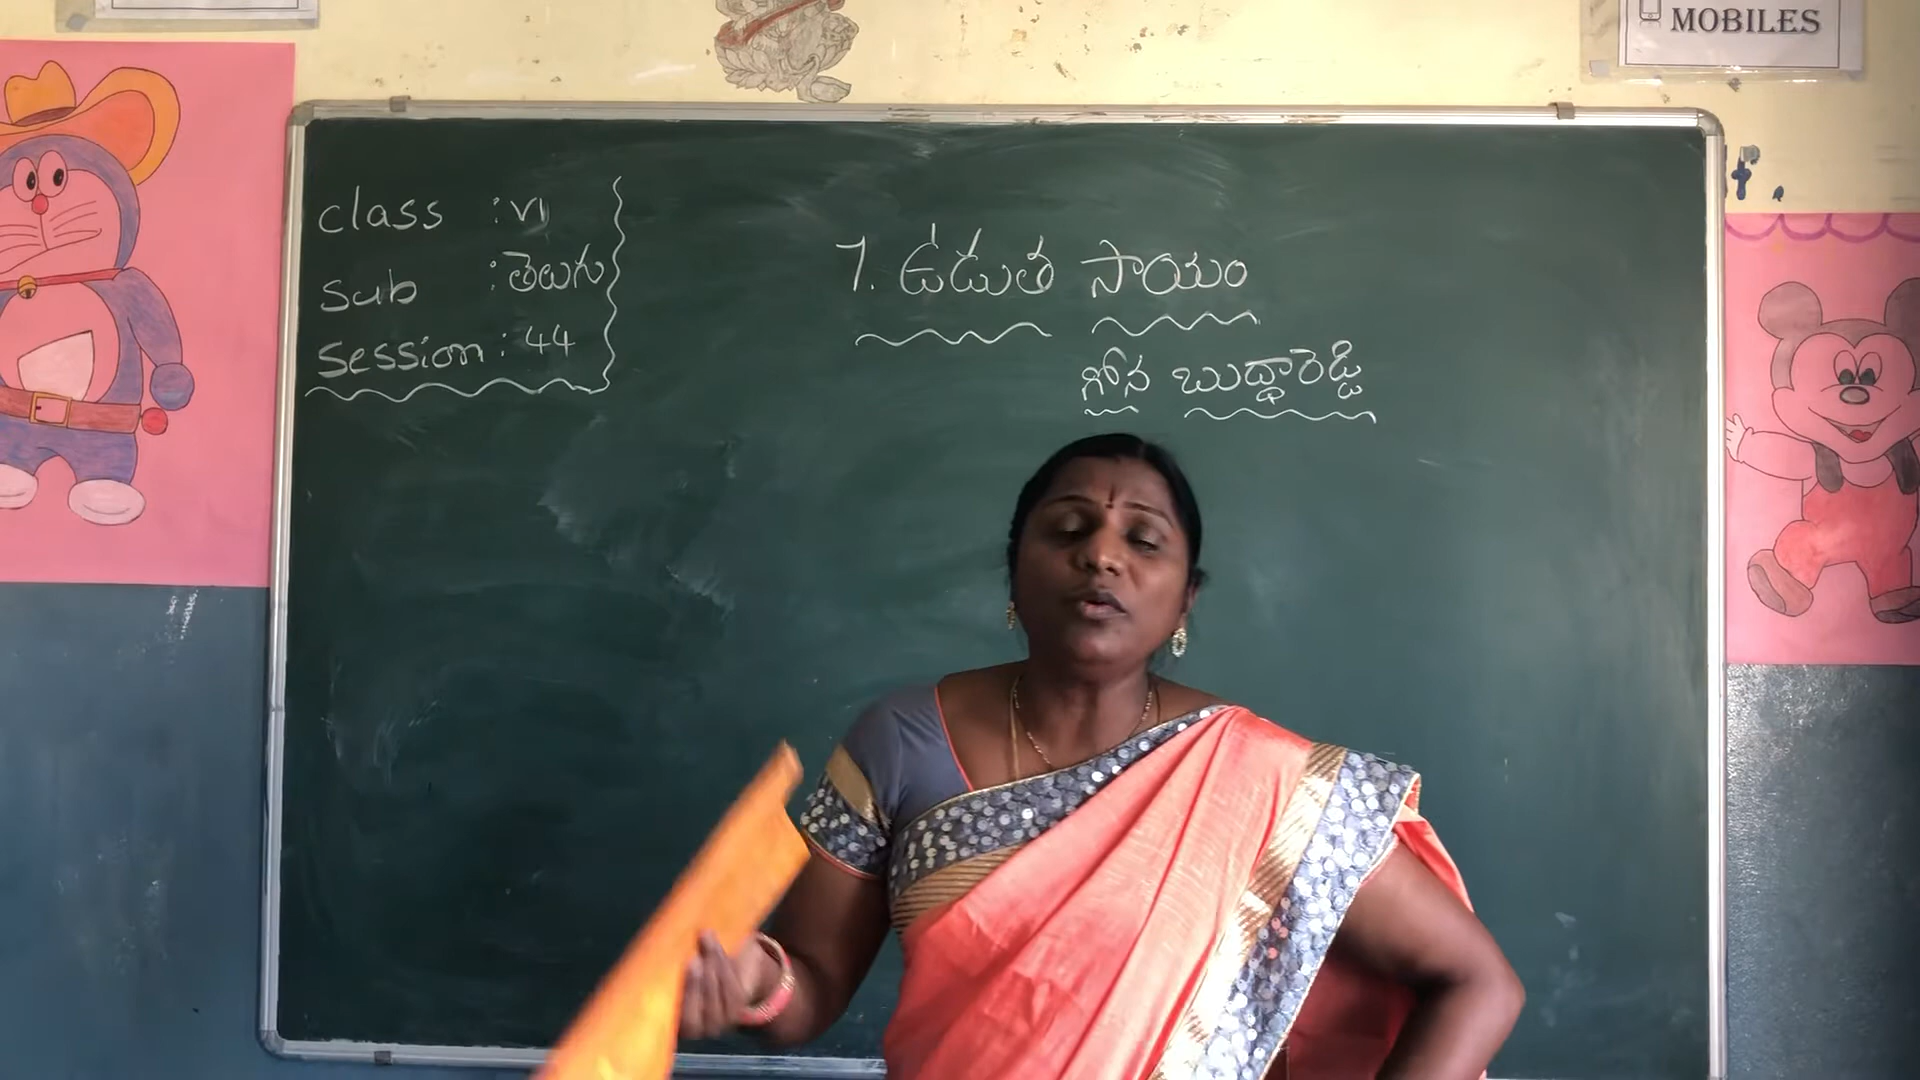 MOBILES
class : VI
sub : తెలుగు
session : 44
7. ఉడుత సాయం
గోన బుద్ధారెడ్డి